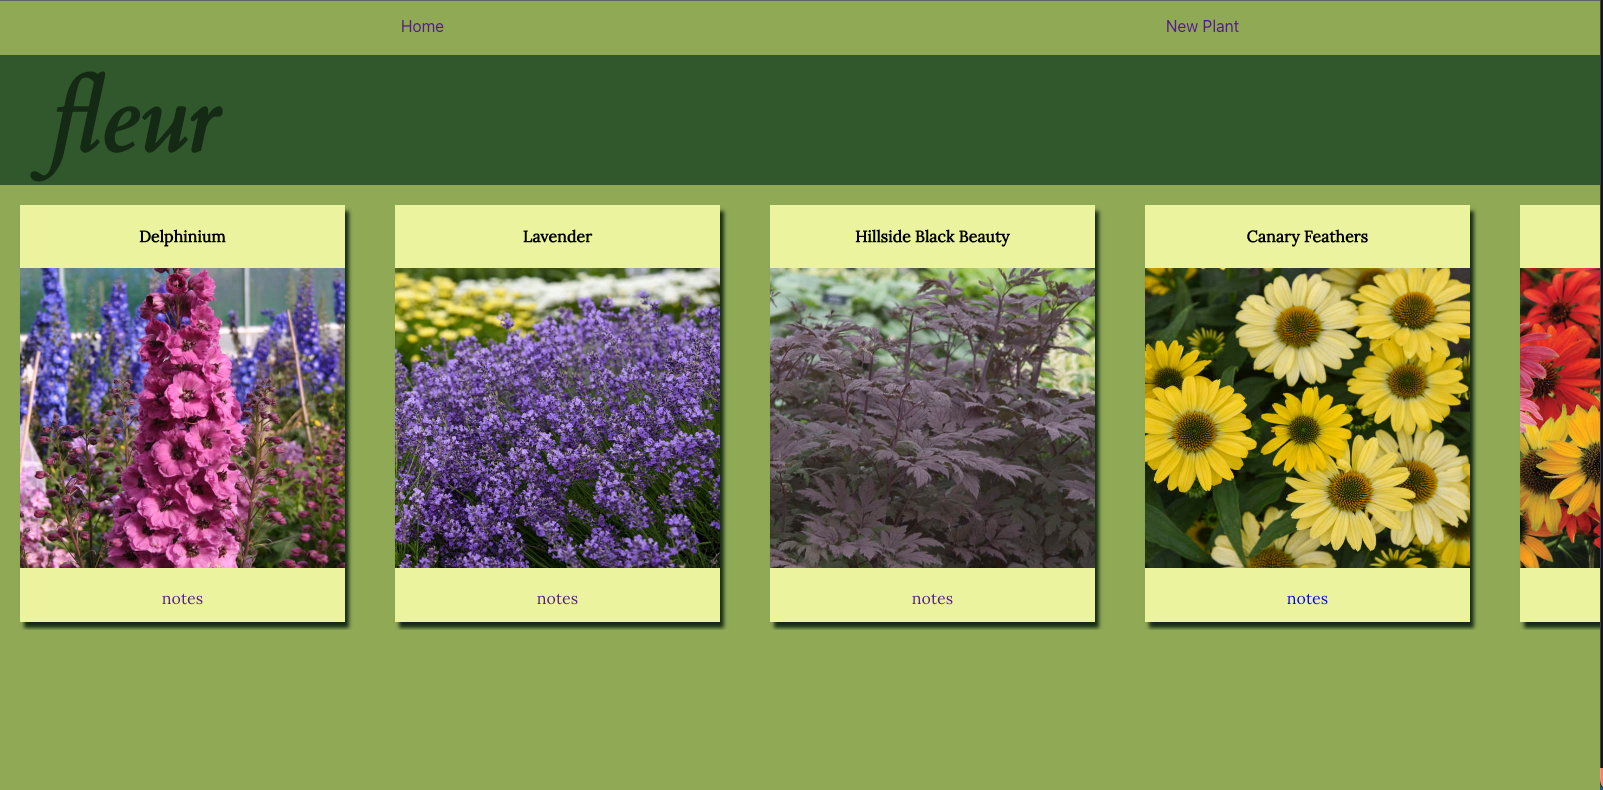 Home
New Plant
fleur
Delphinium
Lavender
Hillside Black Beauty
Canary Feathers
notes
notes
notes
notes